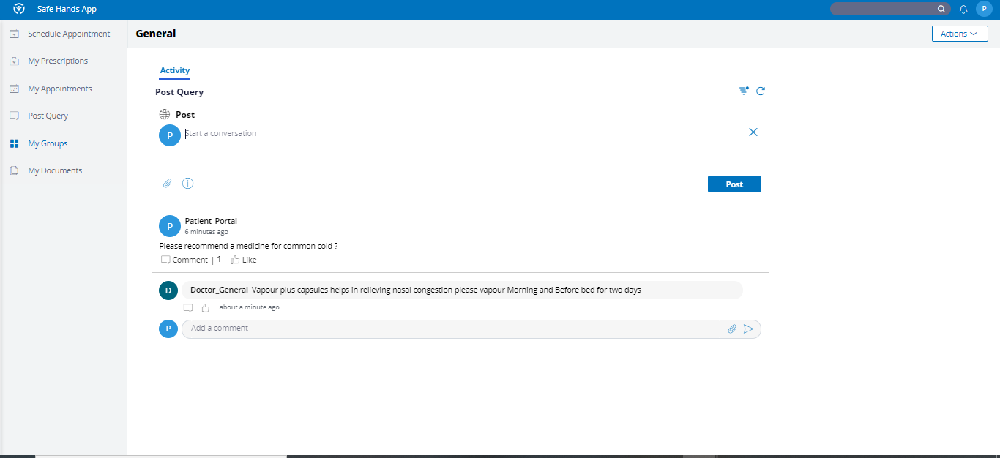 Safe Hands App
P
Schedule Appointment
General
Actions
My Prescriptions
Activity
My Appointments
Post Query
Post Query
Post
P
Start a conversation
My Groups
My Documents
Post
P
Patient_Portal
6 minutes ago
Please recommend a medicine for common cold ?
Comment | 1 Like
D
Doctor_General Vapour plus capsules helps in relieving nasal congestion please vapour Morning and Before bed for two days
about a minute ago
P
Add a comment